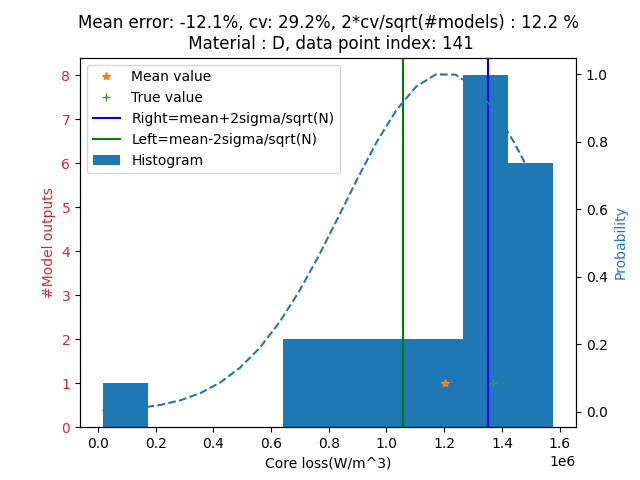 Mean error: -12.1%, cv: 29.2%, 2*cv/sqrt(#models) : 12.2 %
Material : D, data point index: 141
Mean value
True value
Right=mean+2sigma/sqrt(N)
Left=mean-2sigma/sqrt(N)
Histogram
#Model outputs
8
7
6
5
4
3
2
1
0
1.0
0.8
0.6
0.4
0.2
0.0
Probability
0.0 0.2 0.4 0.6 0.8 1.0 1.2 1.4 1.6
1e6
Core loss(W/m^3)